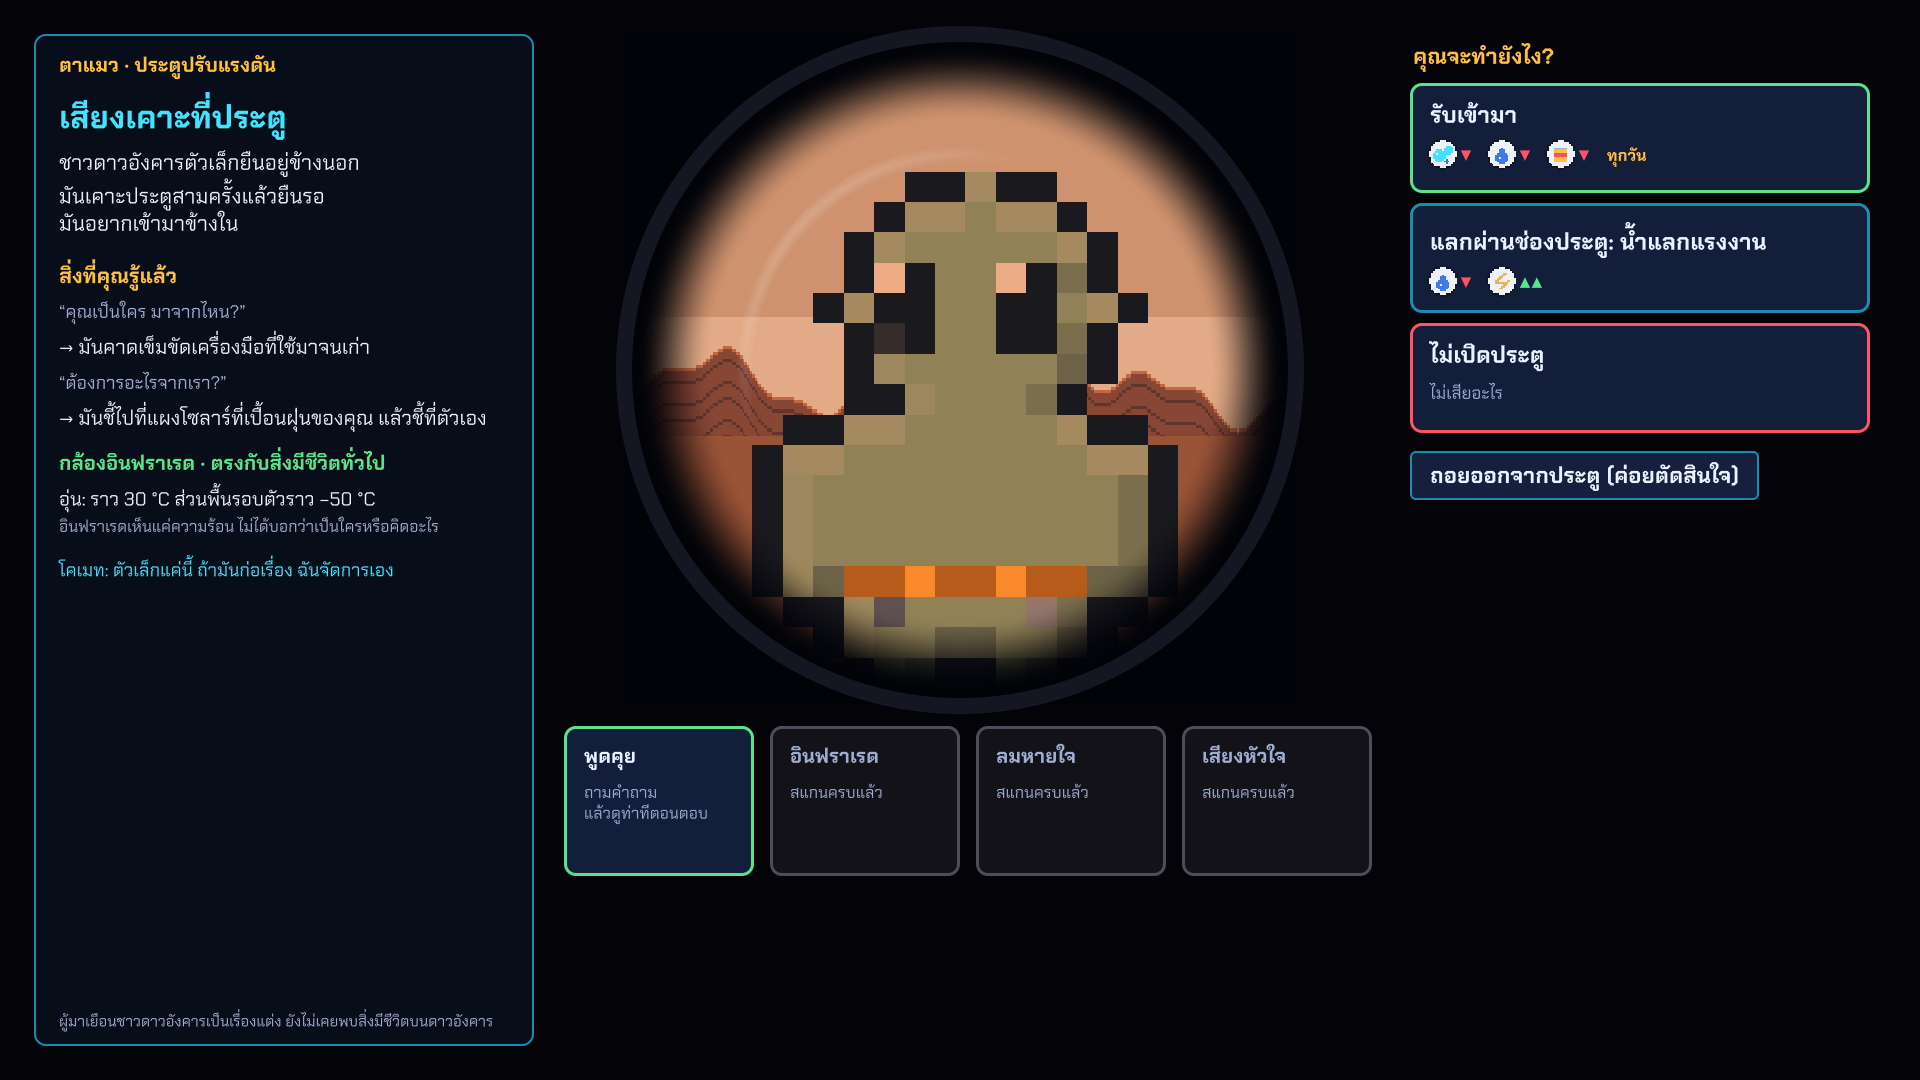 ตาแมว · ประตูปรับแรงดัน
เสียงเคาะที่ประตู
ชาวดาวอังคารตัวเล็กยืนอยู่ข้างนอก
มันเคาะประตูสามครั้งแล้วยืนรอ
มันอยากเข้ามาข้างใน
สิ่งที่คุณรู้แล้ว
“คุณเป็นใคร มาจากไหน?”
→ มันคาดเข็มขัดเครื่องมือที่ใช้มาจนเก่า
“ต้องการอะไรจากเรา?”
→ มันชี้ไปที่แผงโซลาร์ที่เปื้อนฝุ่นของคุณ แล้วชี้ที่ตัวเอง
กล้องอินฟราเรด · ตรงกับสิ่งมีชีวิตทั่วไป
อุ่น: ราว 30 °C ส่วนพื้นรอบตัวราว −50 °C
อินฟราเรดเห็นแค่ความร้อน ไม่ได้บอกว่าเป็นใครหรือคิดอะไร
โคเมท: ตัวเล็กแค่นี้ ถ้ามันก่อเรื่อง ฉันจัดการเอง
ผู้มาเยือนชาวดาวอังคารเป็นเรื่องแต่ง ยังไม่เคยพบสิ่งมีชีวิตบนดาวอังคาร
พูดคุย
ถามคำถาม
แล้วดูท่าทีตอนตอบ
อินฟราเรด
สแกนครบแล้ว
ลมหายใจ
สแกนครบแล้ว
เสียงหัวใจ
สแกนครบแล้ว
คุณจะทำยังไง?
รับเข้ามา
▼ ▼ ▼ ทุกวัน
แลกผ่านช่องประตู: น้ำแลกแรงงาน
▼ ▲▲
ไม่เปิดประตู
ไม่เสียอะไร
ถอยออกจากประตู (ค่อยตัดสินใจ)